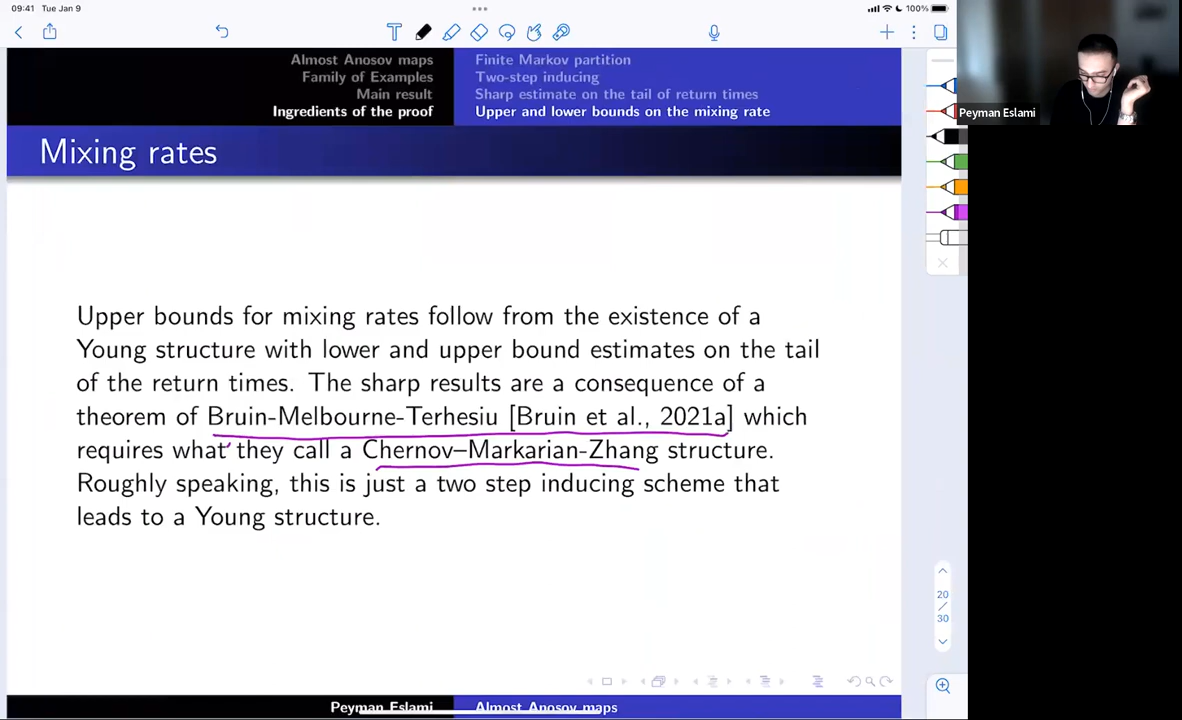 09:41 Tue Jan 9
100%
Almost Anosov maps
Family of Examples
Main result
Ingredients of the proof
Finite Markov partition
Two-step inducing
Sharp estimate on the tail of return times
Upper and lower bounds on the mixing rate
Peyman Eslami
Mixing rates
Upper bounds for mixing rates follow from the existence of a
Young structure with lower and upper bound estimates on the tail
of the return times. The sharp results are a consequence of a
theorem of Bruin-Melbourne-Terhesiu [Bruin et al., 2021a] which
requires what they call a Chernov–Markarian-Zhang structure.
Roughly speaking, this is just a two step inducing scheme that
leads to a Young structure.
20
/
30
Peyman Eslami
Almost Anosov maps